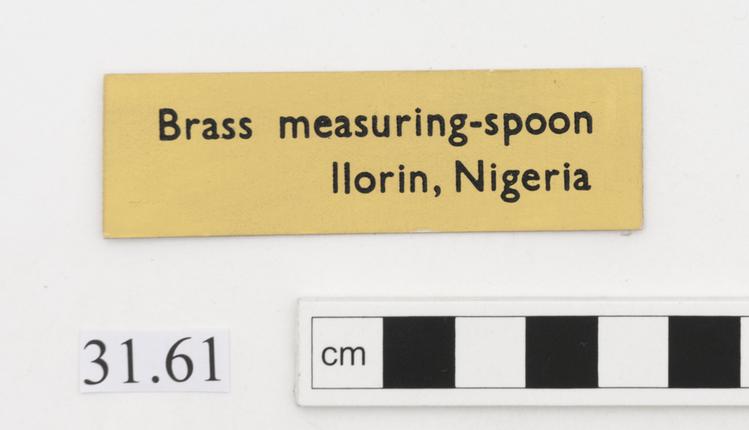 Brass measuring-spoon
Ilorin, Nigeria
31.61
cm